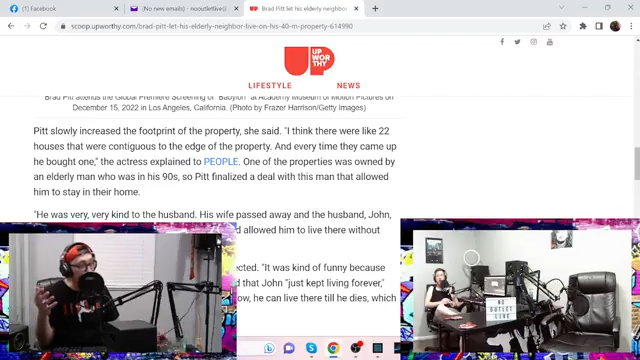 Facebook
(No new emails) - nooutletlive@
Brad Pitt let his elderly neighbor
scoop.upworthy.com/brad-pitt-let-his-elderly-neighbor-live-on-his-40-m-property-614990
UP
WOR
THY
LIFESTYLE NEWS
Brad Pitt attends the Global Premiere Screening of "Babylon" at Academy Museum of Motion Pictures on
December 15, 2022 in Los Angeles, California. (Photo by Frazer Harrison/Getty Images)
Pitt slowly increased the footprint of the property, she said. "I think there were like 22
houses that were contiguous to the edge of the property. And every time they came up
he bought one," the actress explained to PEOPLE. One of the properties was owned by
an elderly man who was in his 90s, so Pitt finalized a deal with this man that allowed
him to stay in their home.
"He was very, very kind to the husband. His wife passed away and the husband, John,
d allowed him to live there without
ected. "It was kind of funny because
d that John "just kept living forever,"
ow, he can live there till he dies, which
NO
OUTLET
LIVE